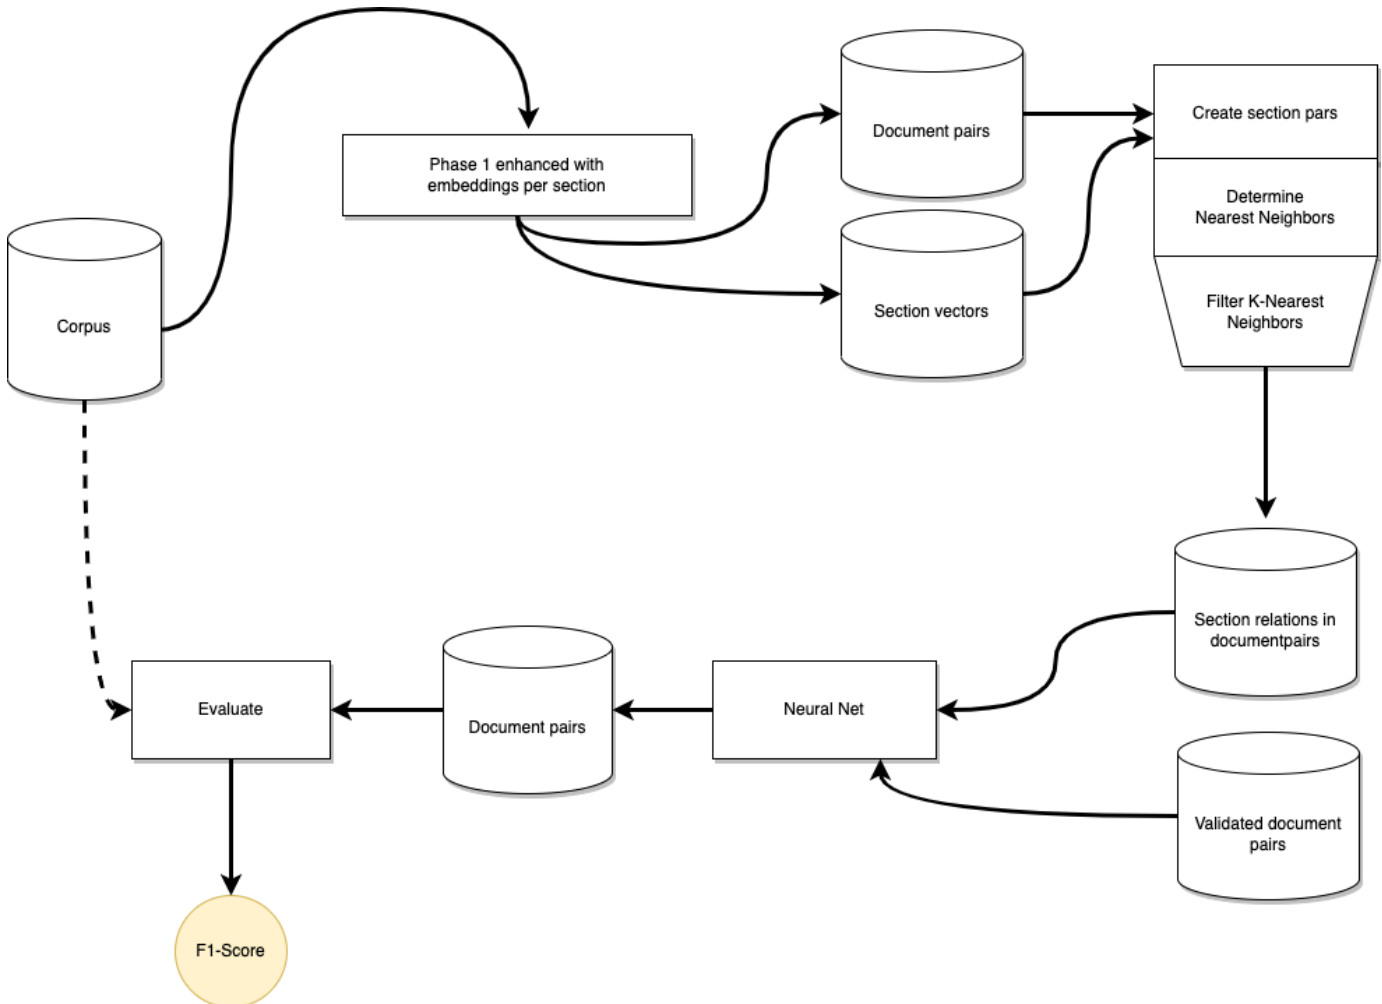 Phase 1 enhanced with
embeddings per section
Document pairs
Create section pars
Determine
Nearest Neighbors
Filter K-Nearest
Neighbors
Section vectors
Corpus
Section relations in
documentpairs
Validated document
pairs
Neural Net
Document pairs
Evaluate
F1-Score